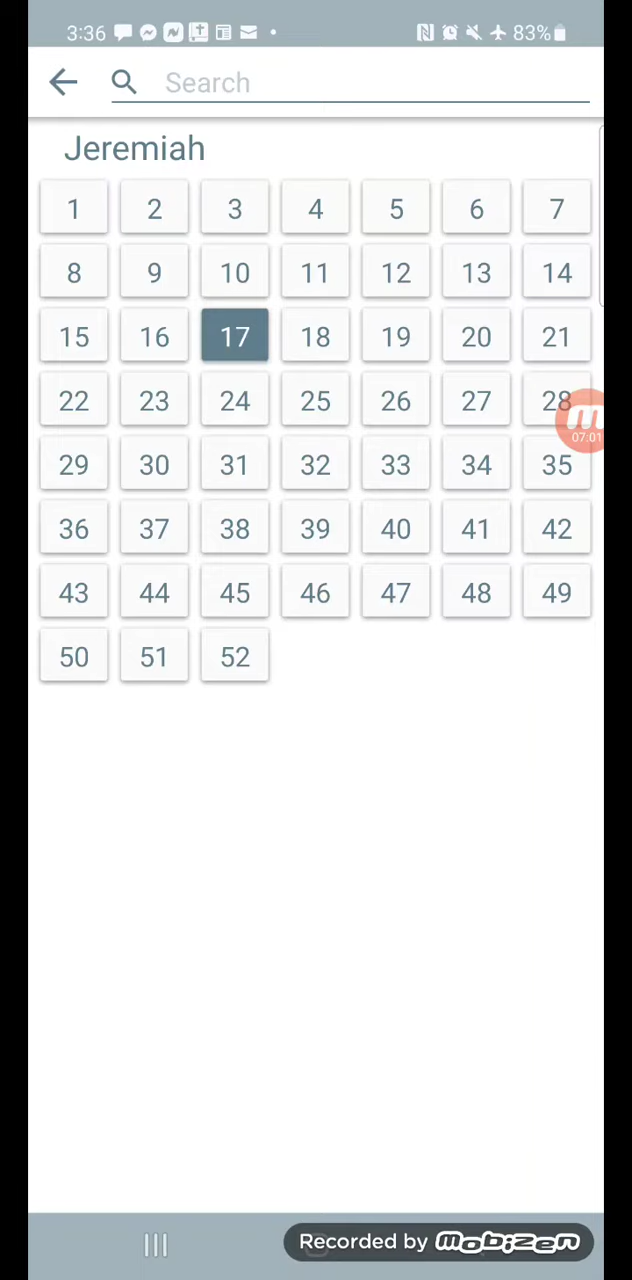 3:36 83%
Search
Jeremiah
1 2 3 4 5 6 7
8 9 10 11 12 13 14
15 16 17 18 19 20 21
22 23 24 25 26 27 28
07:01
29 30 31 32 33 34 35
36 37 38 39 40 41 42
43 44 45 46 47 48 49
50 51 52
Recorded by mobizen